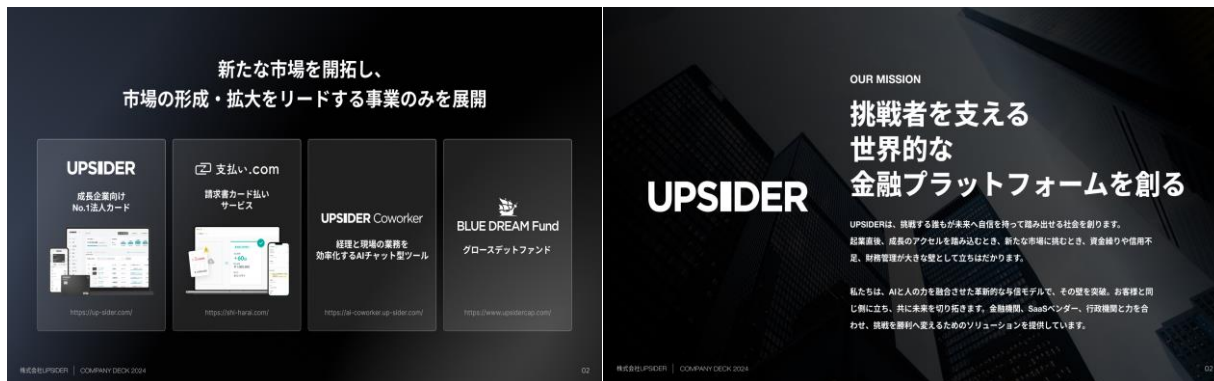 新たな市場を開拓し、
市場の形成・拡大をリードする事業のみを展開
UPSIDER
成長企業向け
No.1法人カード
https://up-sider.com/
支払い.com
請求書カード払い
サービス
https://shi-harai.com/
UPSIDER Coworker
経理と現場の業務を
効率化するAIチャット型ツール
https://ai-coworker.up-sider.com/
BLUE DREAM Fund
グロースデットファンド
https://www.upsidercap.com/
株式会社UPSIDER
COMPANY DECK 2024
02
UPSIDER
OUR MISSION
挑戦者を支える
世界的な
金融プラットフォームを創る
UPSIDERは、挑戦する誰もが未来へ自信を持って踏み出せる社会を創ります。
起業直後、成長のアクセルを踏み込むとき、新たな市場に挑むとき、資金繰りや信用不
足、財務管理が大きな壁として立ちはだかります。
私たちは、AIと人の力を融合させた革新的な与信モデルで、その壁を突破。お客様と同
じ側に立ち、共に未来を切り拓きます。金融機関、SaaSベンダー、行政機関と力を合
わせ、挑戦を勝利へ変えるためのソリューションを提供しています。
株式会社UPSIDER
COMPANY DECK 2024
02